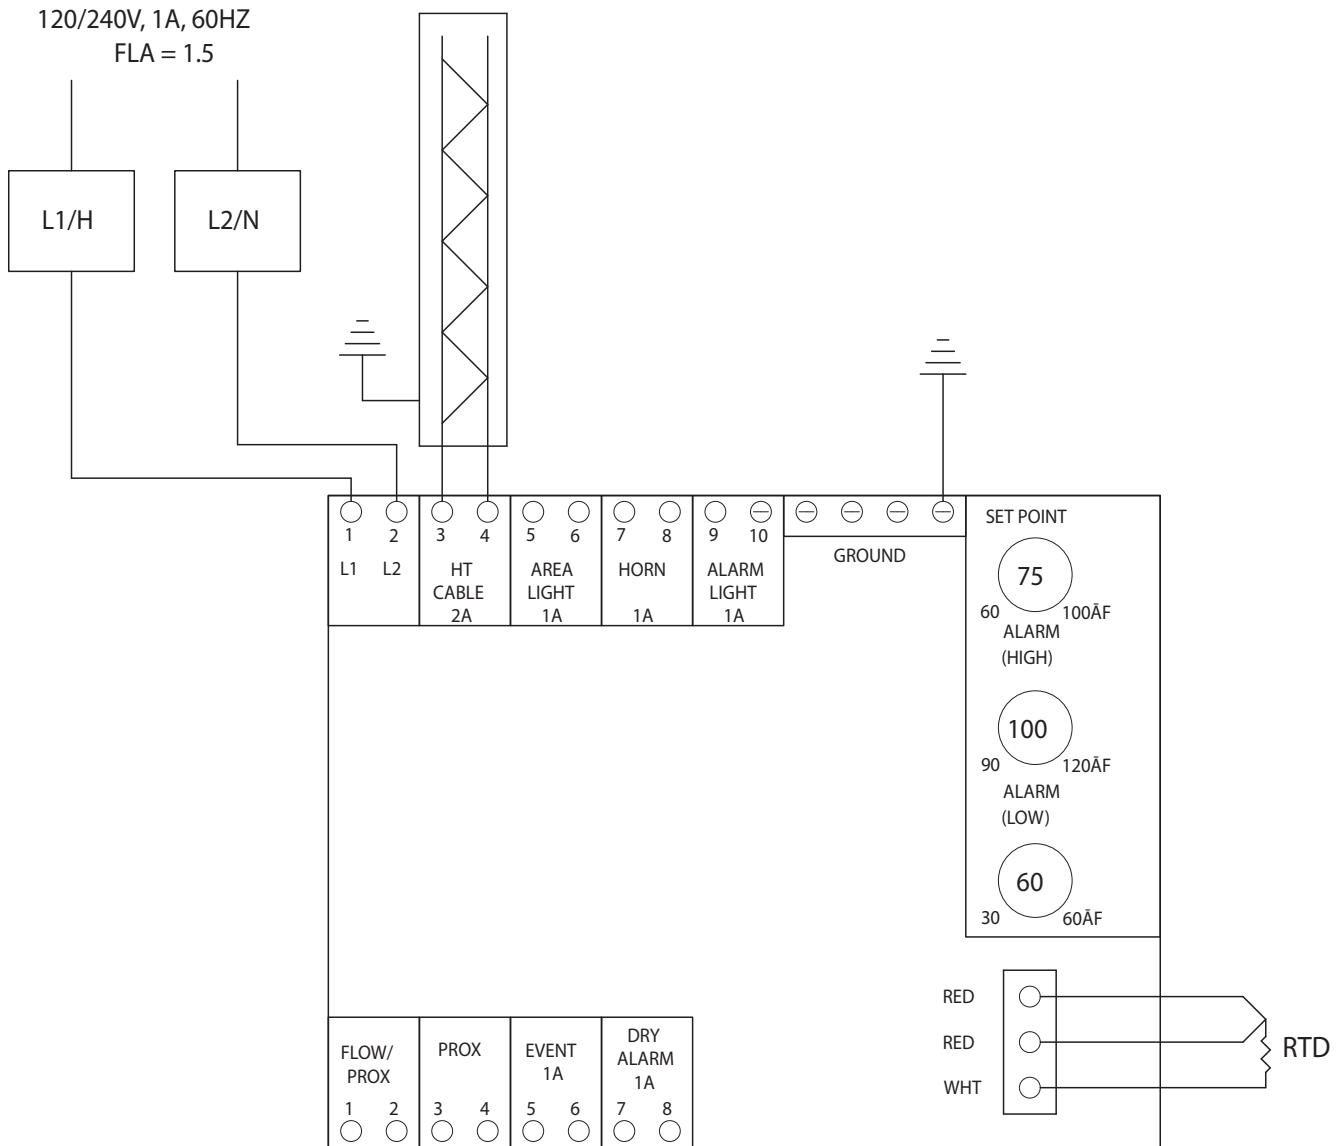 120/240V, 1A, 60HZ
FLA = 1.5
L1/H
L2/N
1 2 3 4 5 6 7 8 9 10
L1 L2
HT
CABLE
2A
AREA
LIGHT
1A
HORN
1A
ALARM
LIGHT
1A
GROUND
SET POINT
75
60 100ĀF
ALARM
(HIGH)
100
90 120ĀF
ALARM
(LOW)
60
30 60ĀF
RED
RED
WHT
RTD
FLOW/
PROX
PROX
EVENT
1A
DRY
ALARM
1A
1 2 3 4 5 6 7 8